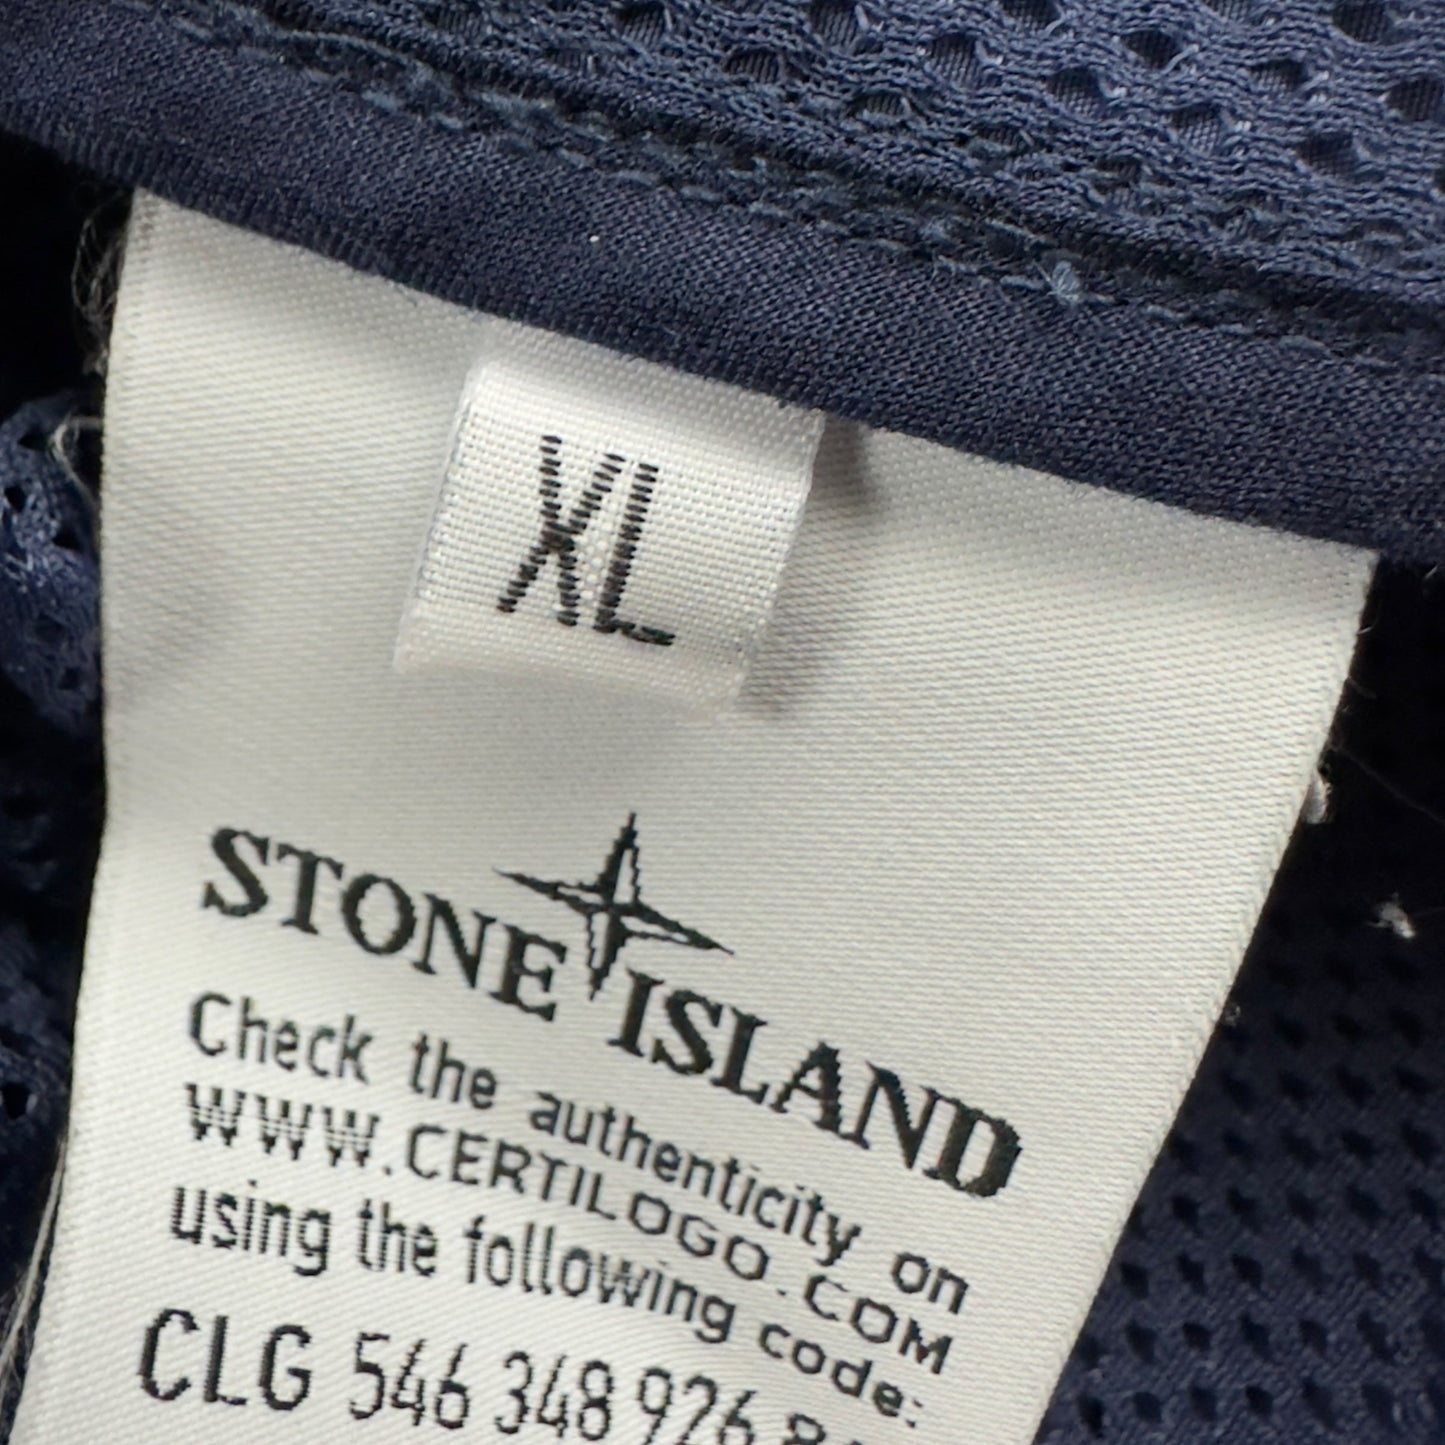 XL
STONE ISLAND
Check the authenticity on
WWW.CERTILOGO.COM
using the following code:
CLG 546 348 926